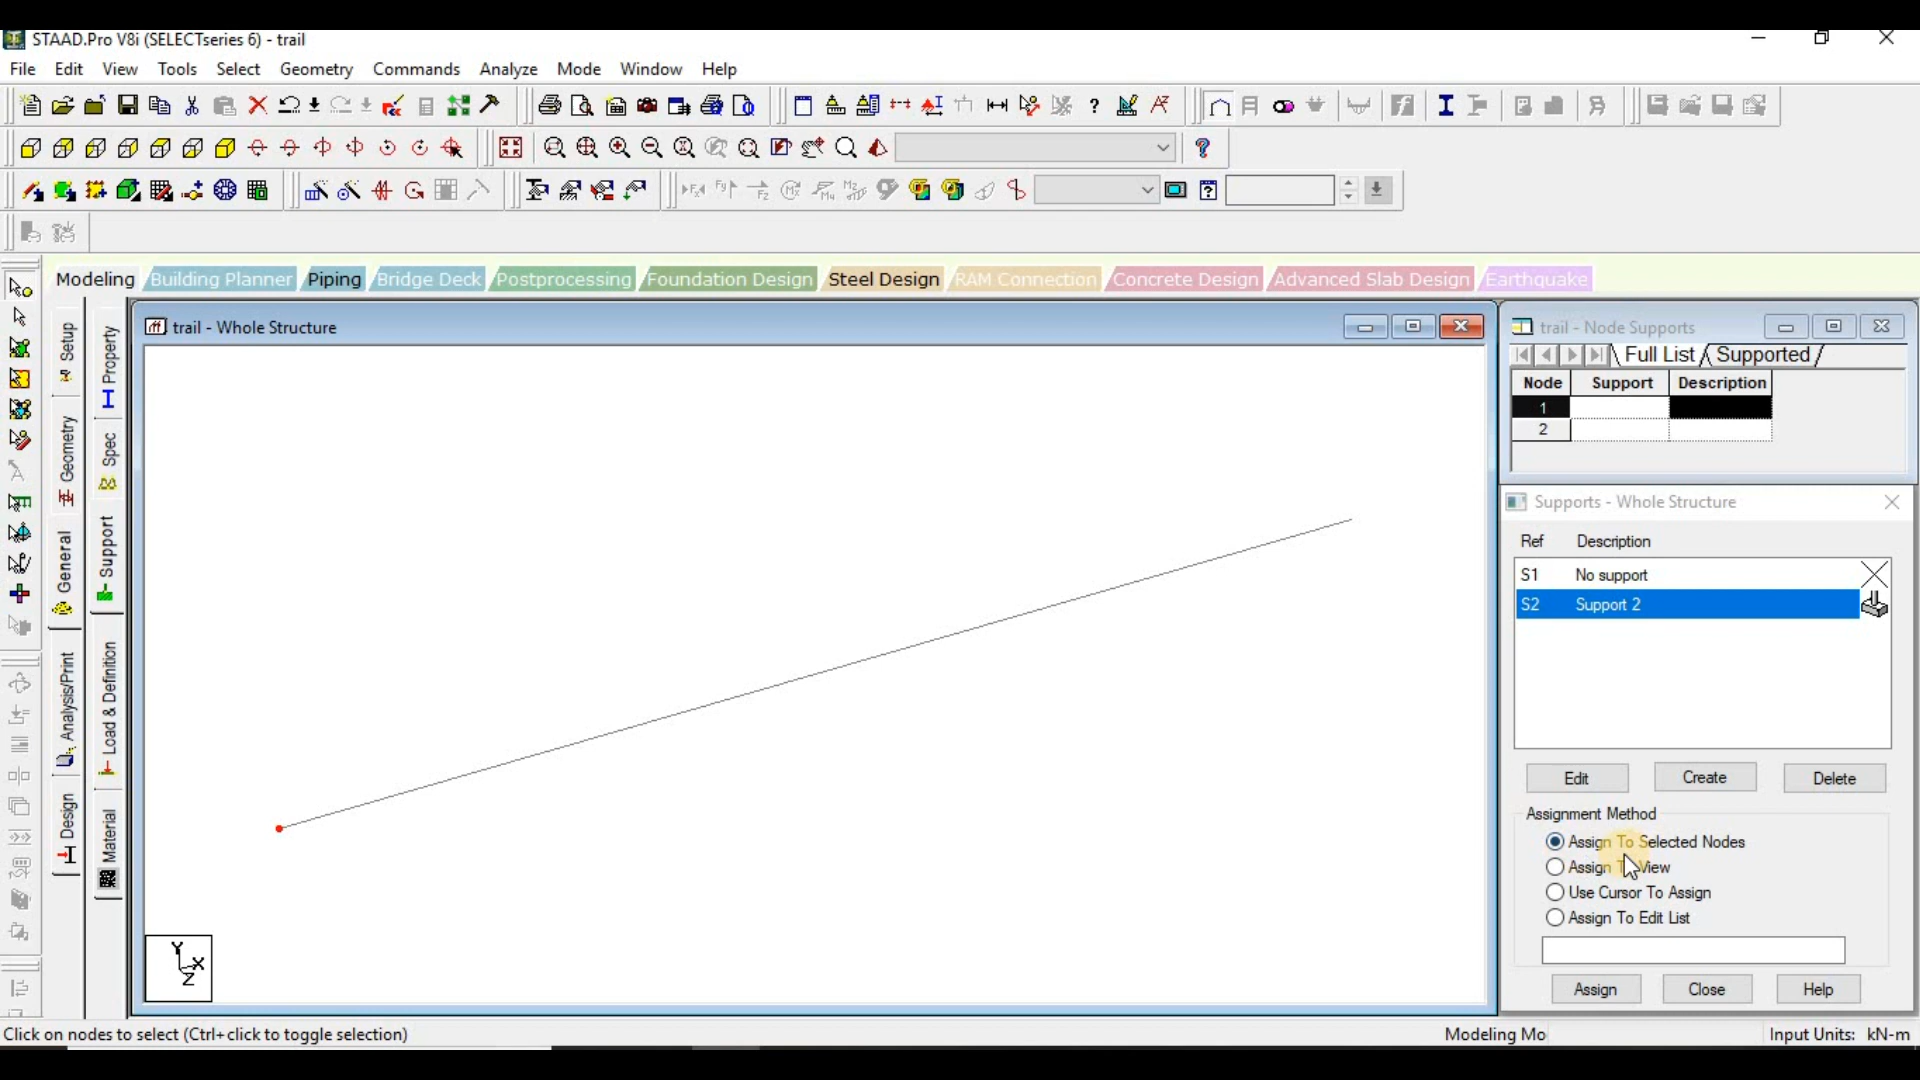 STAAD.Pro V8i (SELECTseries 6) - trail
File Edit View Tools Select Geometry Commands Analyze Mode Window Help
Modeling Building Planner Piping Bridge Deck Postprocessing Foundation Design Steel Design RAM Connection Concrete Design Advanced Slab Design Earthquake
Setup
Geometry
General
Analysis/Print
Design
Property
Spec
Support
Load & Definition
Material
trail - Whole Structure
Y
X
Z
trail - Node Supports
Full List Supported
Node Support Description
1
2
Supports - Whole Structure
Ref Description
S1 No support
S2 Support 2
Edit Create Delete
Assignment Method
Assign To Selected Nodes
Assign To View
Use Cursor To Assign
Assign To Edit List
Assign Close Help
Click on nodes to select (Ctrl+click to toggle selection) Modeling Mo Input Units: kN-m